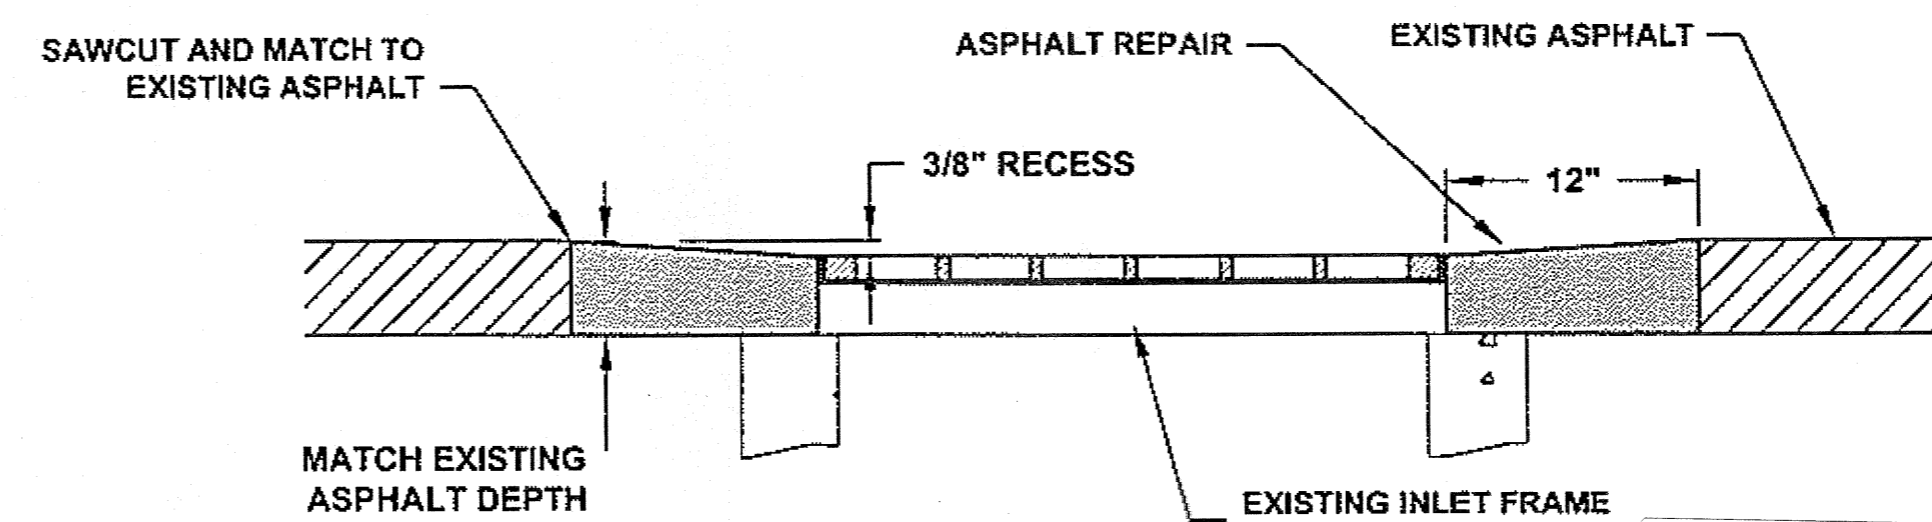 SAWCUT AND MATCH TO
EXISTING ASPHALT
ASPHALT REPAIR
EXISTING ASPHALT
3/8" RECESS
12"
MATCH EXISTING
ASPHALT DEPTH
EXISTING INLET FRAME